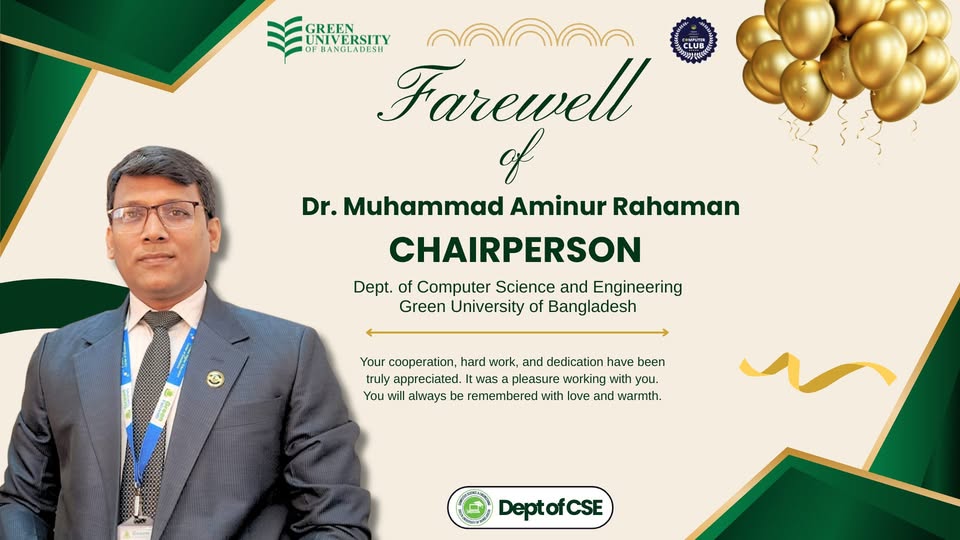 GREEN
UNIVERSITY
OF BANGLADESH
COMPUTER
CLUB
Farewell
of
Dr. Muhammad Aminur Rahaman
CHAIRPERSON
Dept. of Computer Science and Engineering
Green University of Bangladesh
Your cooperation, hard work, and dedication have been
truly appreciated. It was a pleasure working with you.
You will always be remembered with love and warmth.
Dept of CSE